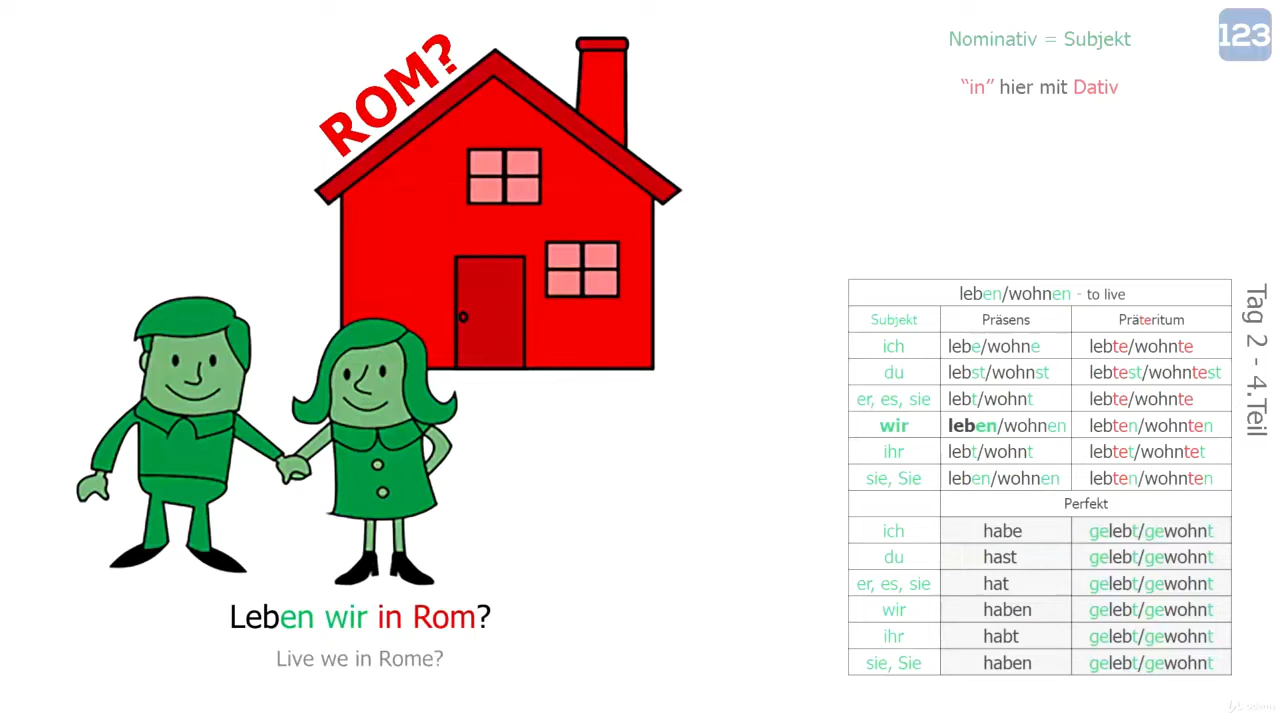 ROM?
Nominativ = Subjekt
123
"in" hier mit Dativ
leben/wohnen - to live
Subjekt Präsens Präteritum
ich lebe/wohne lebte/wohnte
du lebst/wohnst lebtest/wohntest
er, es, sie lebt/wohnt lebte/wohnte
wir leben/wohnen lebten/wohnten
ihr lebt/wohnt lebtet/wohntet
sie, Sie leben/wohnen lebten/wohnten
Perfekt
ich habe gelebt/gewohnt
du hast gelebt/gewohnt
er, es, sie hat gelebt/gewohnt
wir haben gelebt/gewohnt
ihr habt gelebt/gewohnt
sie, Sie haben gelebt/gewohnt
Tag 2 - 4.Teil
Leben wir in Rom?
Live we in Rome?